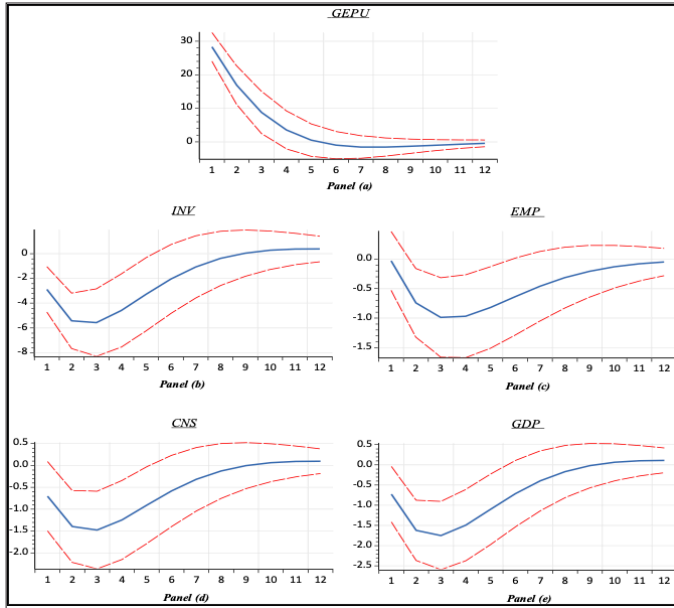 GEPU
30
20
10
0
1 2 3 4 5 6 7 8 9 10 11 12
Panel (a)
INV
0
-2
-4
-6
-8
1 2 3 4 5 6 7 8 9 10 11 12
Panel (b)
EMP
0.0
-0.5
-1.0
-1.5
1 2 3 4 5 6 7 8 9 10 11 12
Panel (c)
CNS
0.5
0.0
-0.5
-1.0
-1.5
-2.0
1 2 3 4 5 6 7 8 9 10 11 12
Panel (d)
GDP
0.5
0.0
-0.5
-1.0
-1.5
-2.0
-2.5
1 2 3 4 5 6 7 8 9 10 11 12
Panel (e)